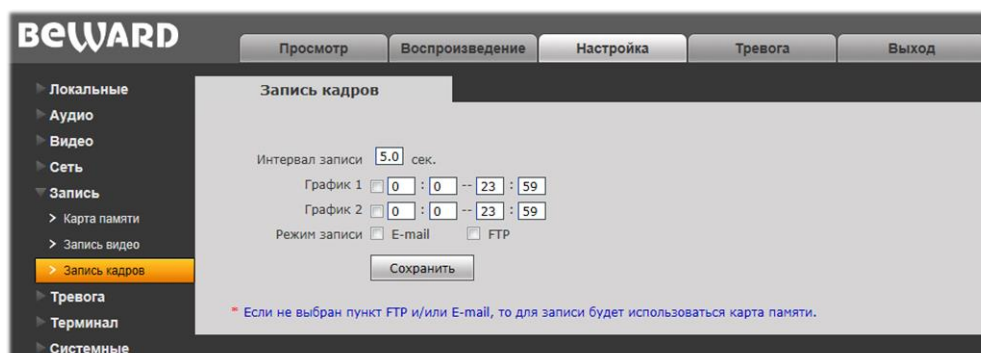 BEWARD
Просмотр Воспроизведение Настройка Тревога Выход
Локальные
Аудио
Видео
Сеть
Запись
> Карта памяти
> Запись видео
> Запись кадров
Тревога
Терминал
Системные
Запись кадров
Интервал записи 5.0 сек.
График 1 0 : 0 -- 23 : 59
График 2 0 : 0 -- 23 : 59
Режим записи E-mail FTP
Сохранить
* Если не выбран пункт FTP и/или E-mail, то для записи будет использоваться карта памяти.